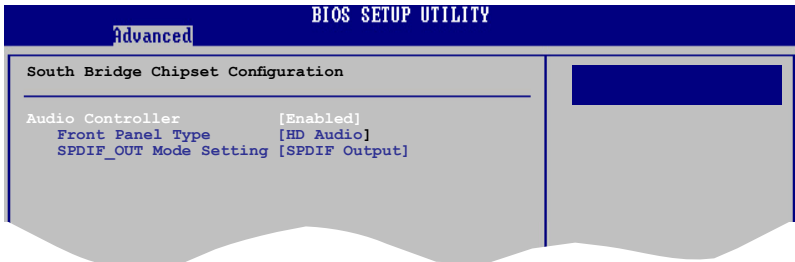 BIOS SETUP UTILITY
Advanced
South Bridge Chipset Configuration
Audio Controller [Enabled]
Front Panel Type [HD Audio]
SPDIF_OUT Mode Setting [SPDIF Output]